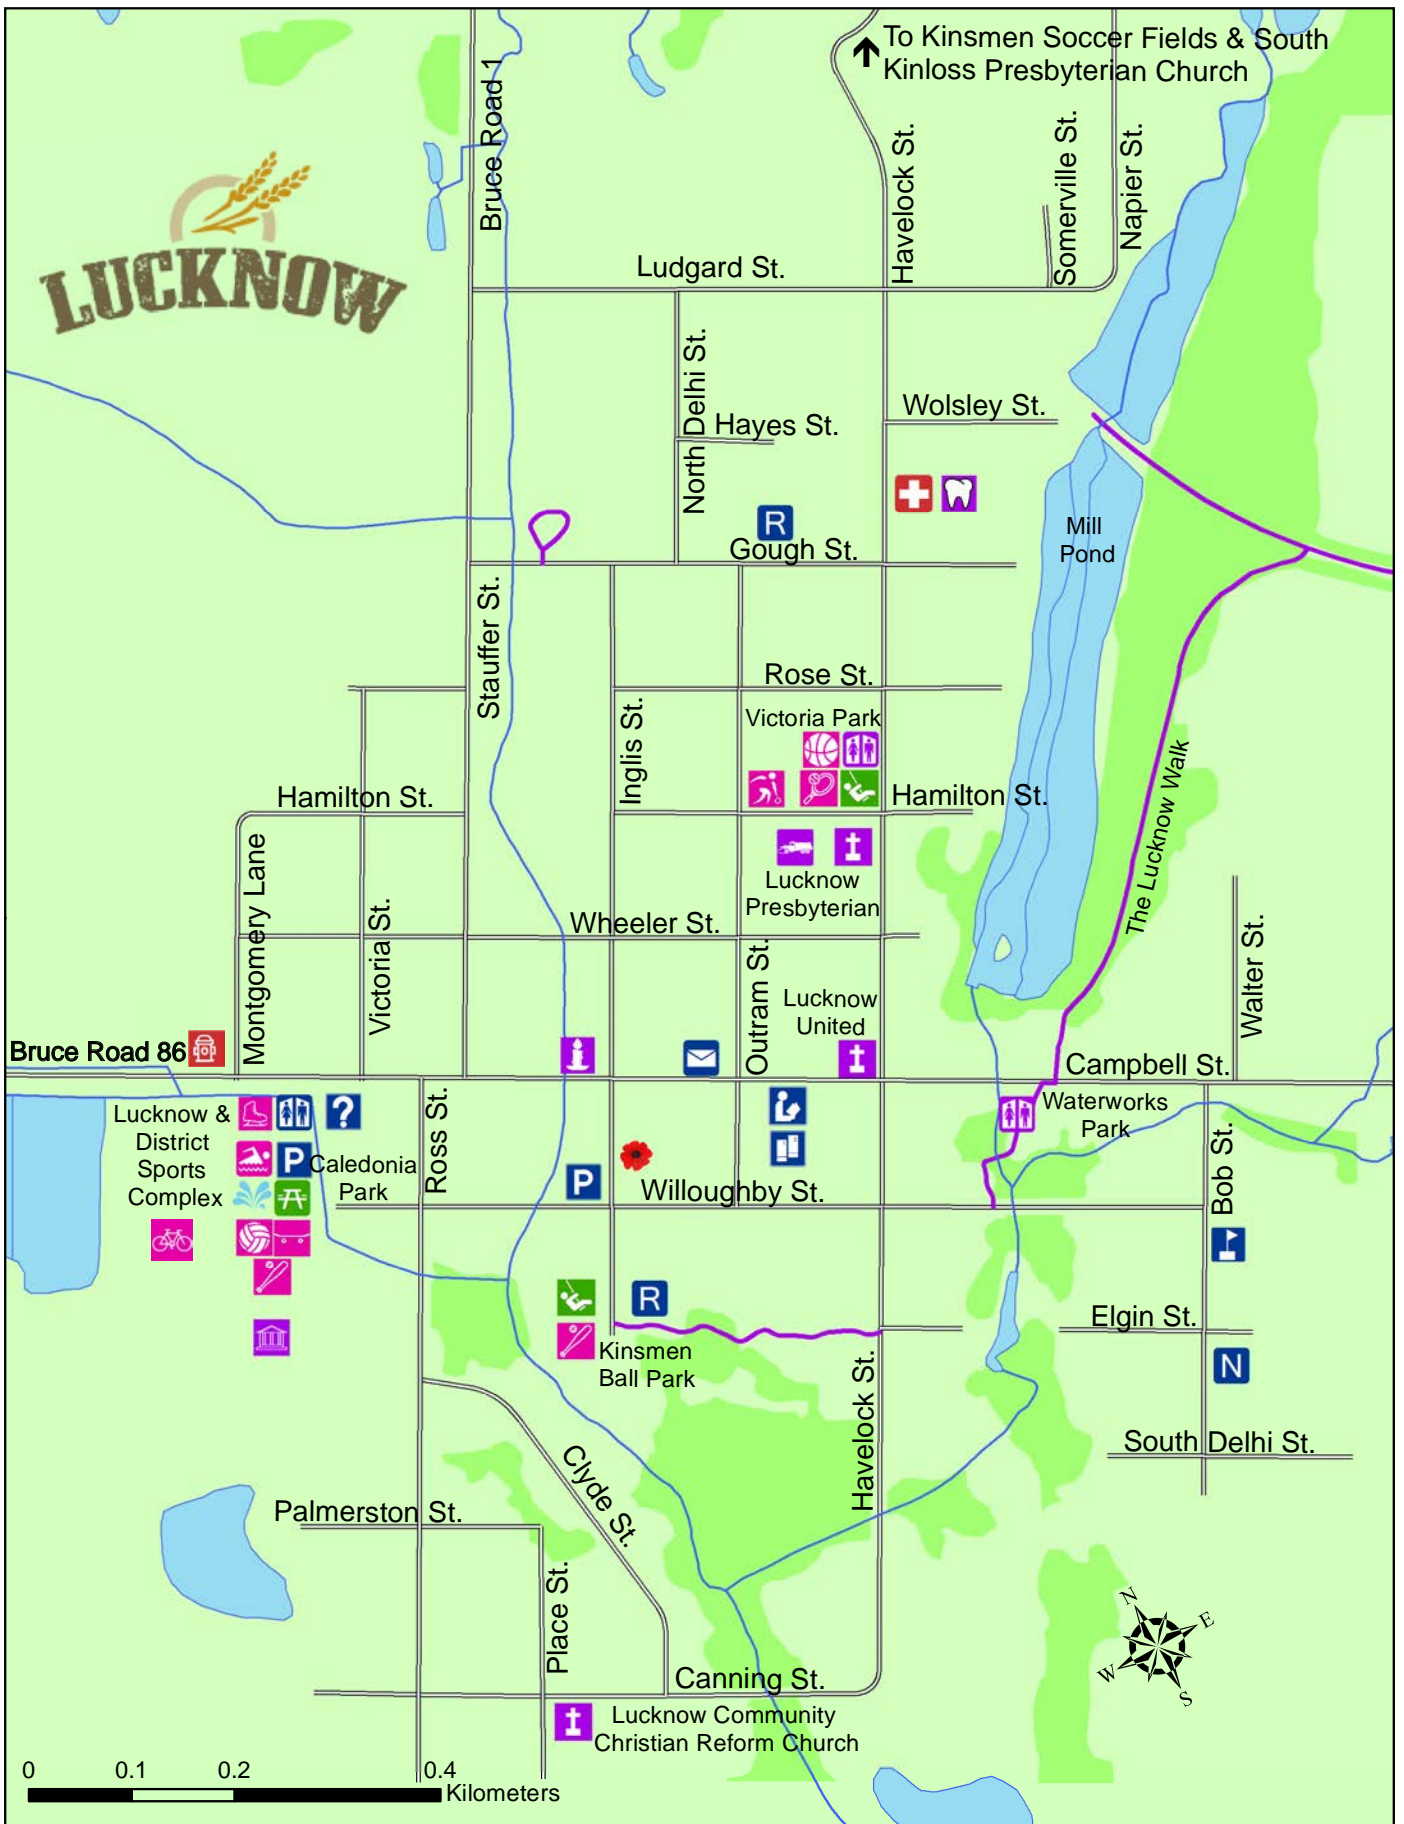 To Kinsmen Soccer Fields & South
Kinloss Presbyterian Church
Bruce Road 1
Havelock St.
Somerville St.
Napier St.
LUCKNOW
Ludgard St.
North Delhi St.
Wolsley St.
Hayes St.
R
Gough St.
Mill
Pond
Stauffer St.
Rose St.
Inglis St.
Victoria Park
The Lucknow Walk
Hamilton St.
Hamilton St.
Montgomery Lane
Victoria St.
Lucknow
Presbyterian
Wheeler St.
Outram St.
Walter St.
Lucknow
United
Bruce Road 86
Campbell St.
Ross St.
Lucknow &
District
Sports
Complex
?
P
Caledonia
Park
Waterworks
Park
Bob St.
P
Willoughby St.
R
Elgin St.
Kinsmen
Ball Park
N
Havelock St.
South Delhi St.
Clyde St.
Palmerston St.
Place St.
N
E
W
S
Canning St.
Lucknow Community
Christian Reform Church
0 0.1 0.2 0.4
Kilometers